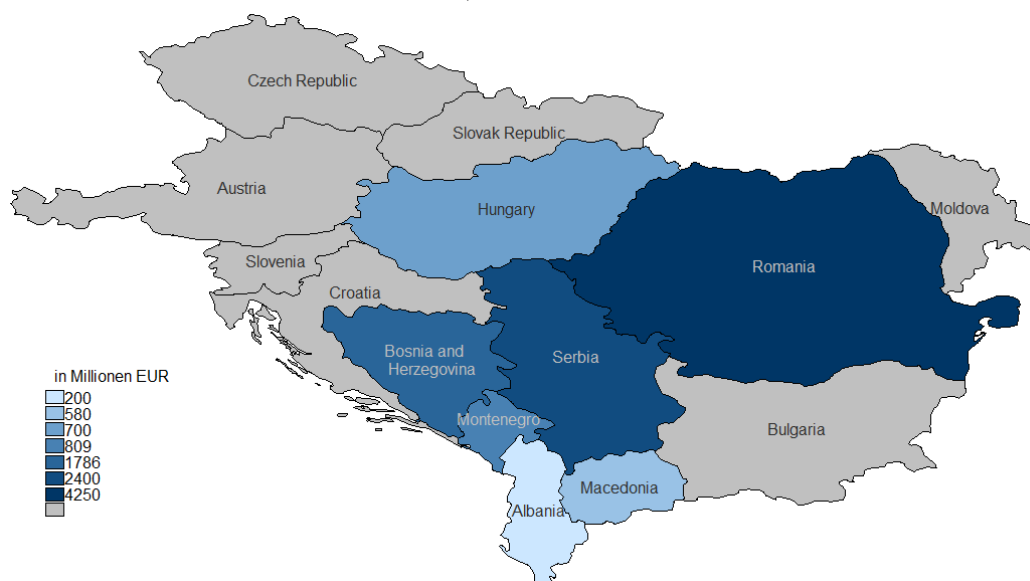 Czech Republic
Slovak Republic
Austria
Hungary
Moldova
Slovenia
Romania
Croatia
Bosnia and
Herzegovina
Serbia
in Millionen EUR
200
580
700
809
1786
2400
4250
Montenegro
Bulgaria
Macedonia
Albania